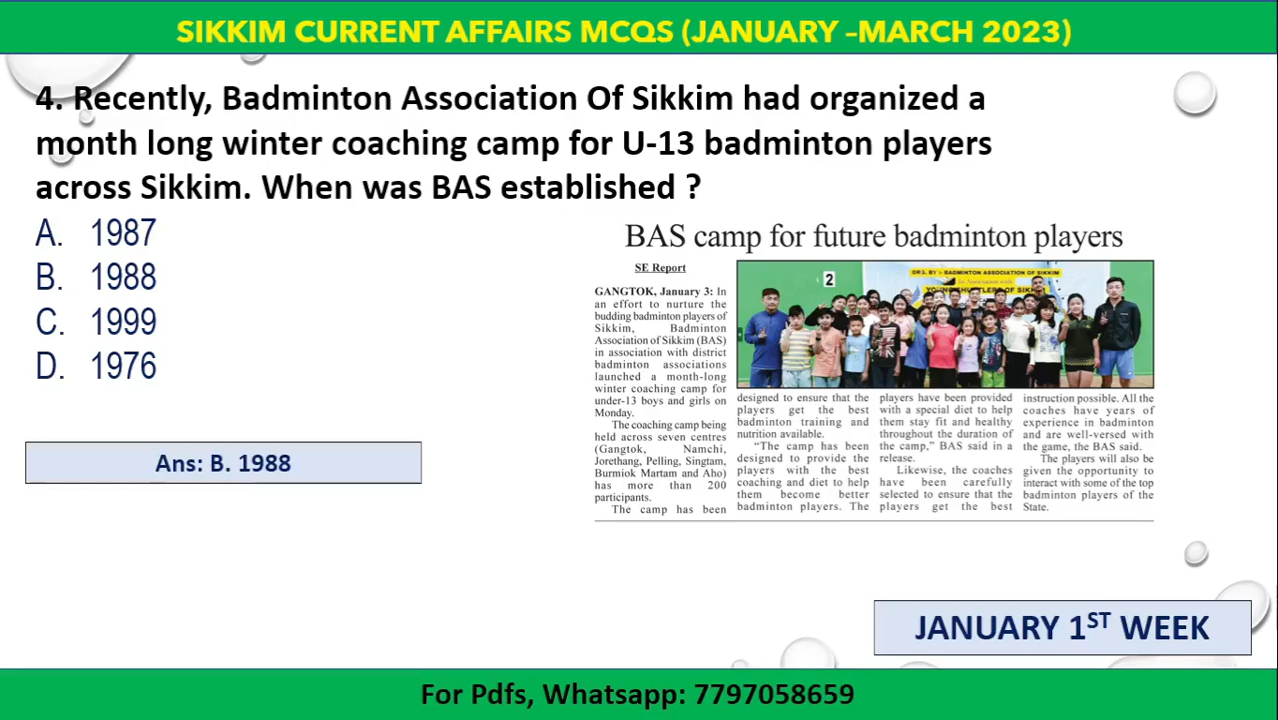 SIKKIM CURRENT AFFAIRS MCQS (JANUARY –MARCH 2023)
4. Recently, Badminton Association Of Sikkim had organized a
month long winter coaching camp for U-13 badminton players
across Sikkim. When was BAS established ?
A. 1987
B. 1988
C. 1999
D. 1976
Ans: B. 1988
BAS camp for future badminton players
SE Report
GANGTOK, January 3: In
an effort to nurture the
budding badminton players of
Sikkim, Badminton
Association of Sikkim (BAS)
in association with district
badminton associations
launched a month-long
winter coaching camp for
under-13 boys and girls on
Monday.
The coaching camp being
held across seven centres
(Gangtok, Namchi,
Jorethang, Pelling, Singtam,
Burmiok Martam and Aho)
has more than 200
participants.
The camp has been
2
BADMINTON ASSOCIATION OF SIKKIM
designed to ensure that the
players get the best
badminton training and
nutrition available.
“The camp has been
designed to provide the
players with the best
coaching and diet to help
them become better
badminton players. The
players have been provided
with a special diet to help
them stay fit and healthy
throughout the duration of
the camp,” BAS said in a
release.
Likewise, the coaches
have been carefully
selected to ensure that the
players get the best
instruction possible. All the
coaches have years of
experience in badminton
and are well-versed with
the game, the BAS said.
The players will also be
given the opportunity to
interact with some of the top
badminton players of the
State.
JANUARY 1ST WEEK
For Pdfs, Whatsapp: 7797058659